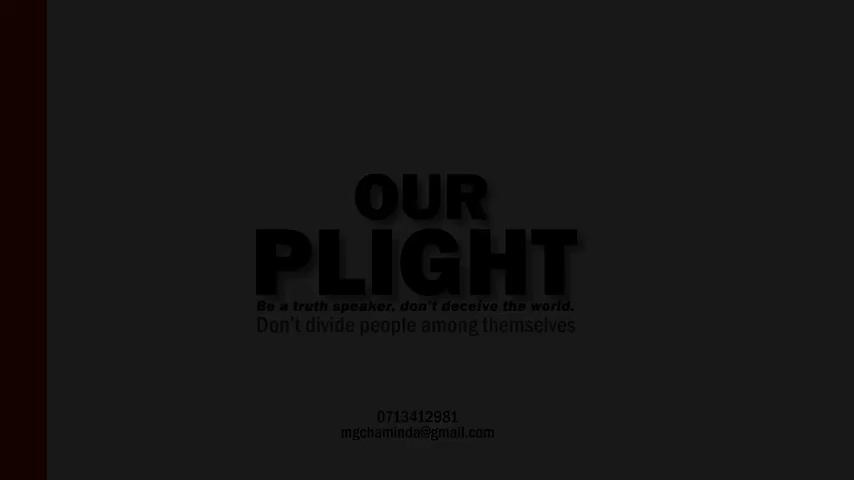 OUR
PLIGHT
Be a truth speaker, don't deceive the world.
Don't divide people among themselves
0713412981
mgchaminda@gmail.com